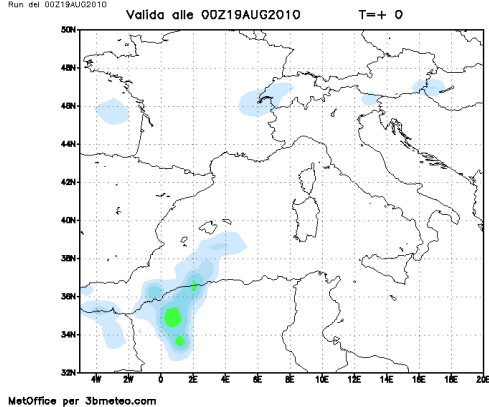 Run del 00Z19AUG2010
Valida alle 00Z19AUG2010 T=+ 0
50N
48N
46N
44N
42N
40N
38N
36N
34N
32N
4W 2W 0 2E 4E 6E 8E 10E 12E 14E 16E 18E 20E
MetOffice per 3bmeteo.com